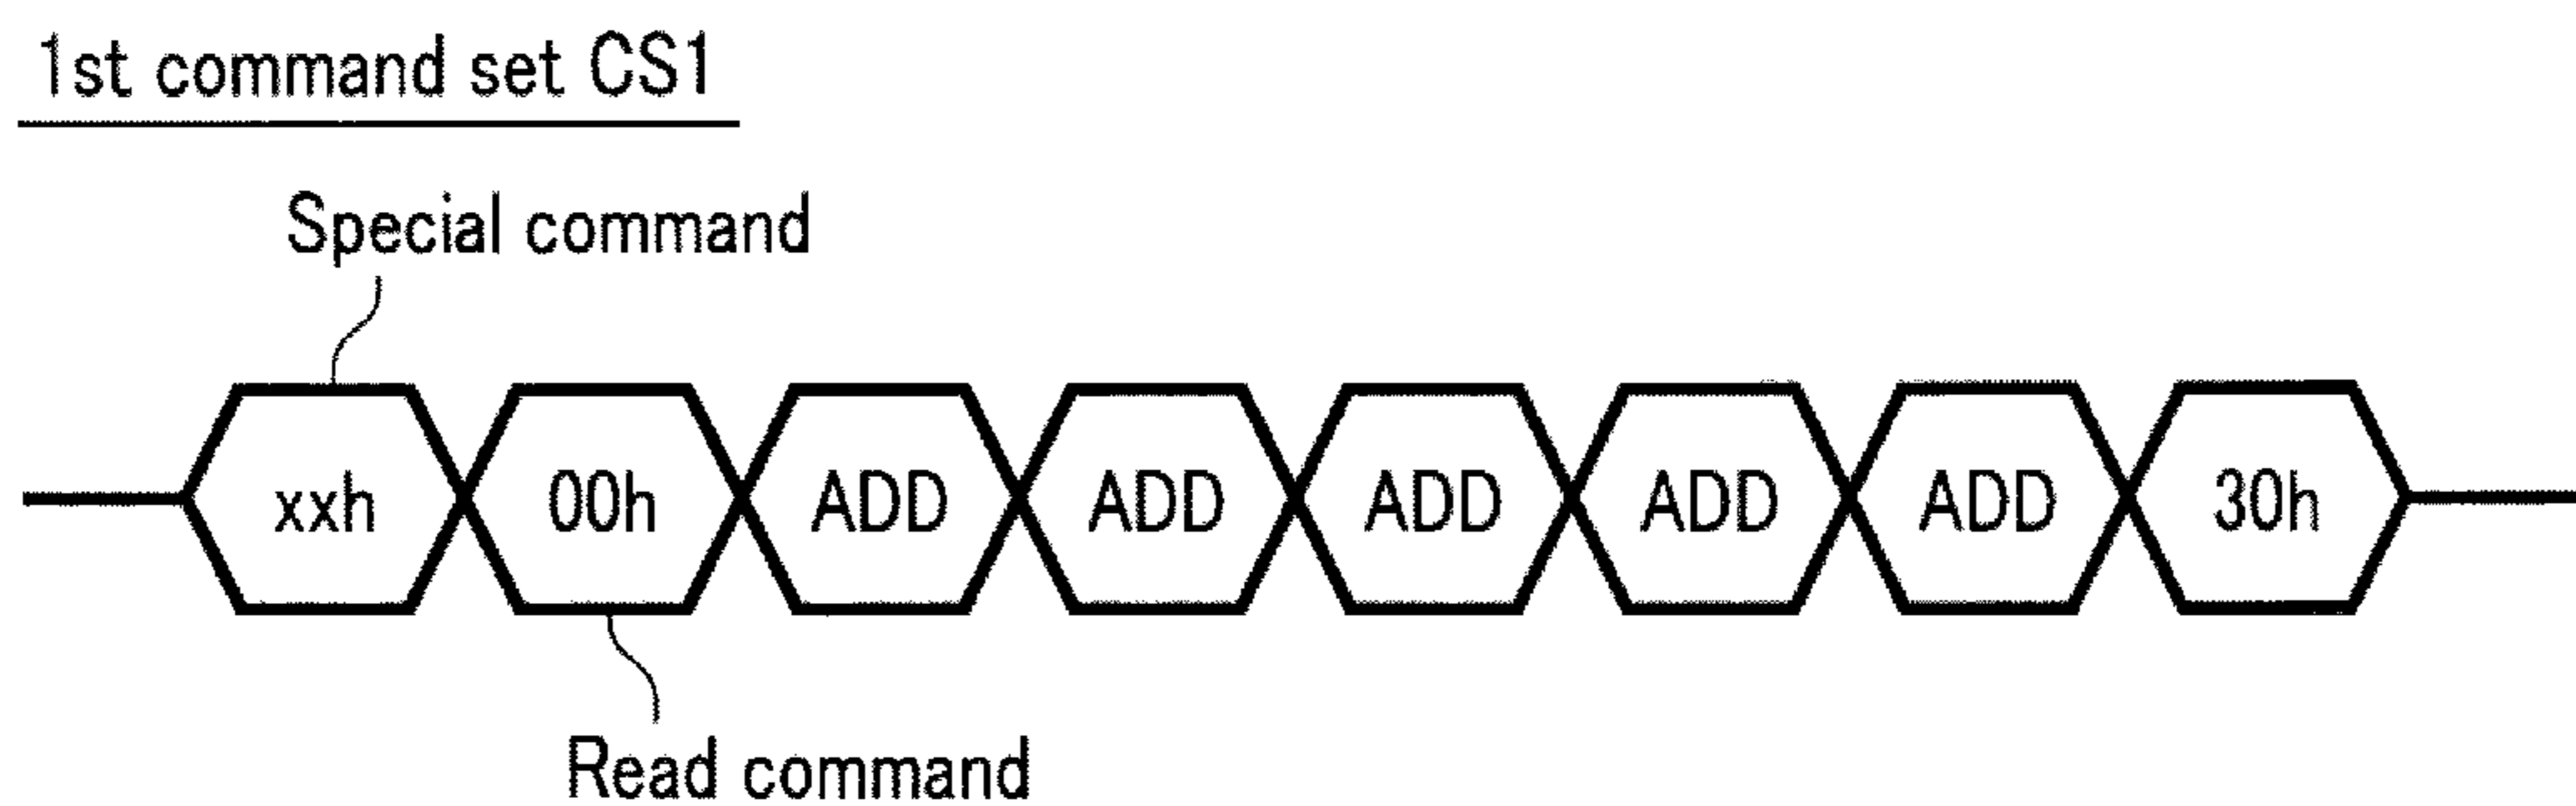 1st command set CS1
Special command
xxh 00h ADD ADD ADD ADD ADD 30h
Read command